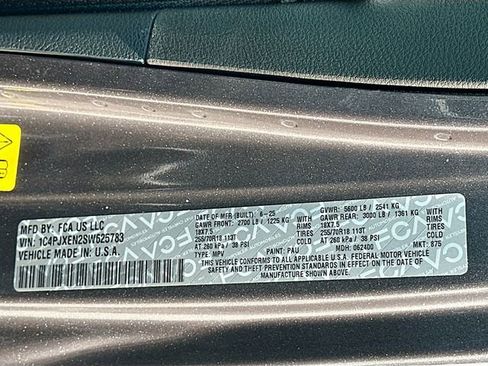 MFD BY: FCA US LLC
VIN: 1C4PJXEN2SW525783
VEHICLE MADE IN: U.S.A.
DATE OF MFR (BUILT): 6-25
GAWR FRONT: 2700 LB / 1225 KG WITH
18X7.5 RIMS
255/70R18 113T TIRES
AT 260 kPa / 38 PSI COLD
TYPE: MPV PAINT: PAU
GVWR: 5600 LB / 2541 KG
GAWR REAR: 3000 LB / 1361 KG WITH
18X7.5 RIMS
255/70R18 113T TIRES
AT 260 kPa / 38 PSI COLD
MDH: 062400 MKT: 875
THIS VEHICLE CONFORMS TO ALL APPLICABLE U.S.A. FEDERAL MOTOR VEHICLE
SAFETY STANDARDS IN EFFECT ON THE DATE OF
MANUFACTURE SHOWN ABOVE.